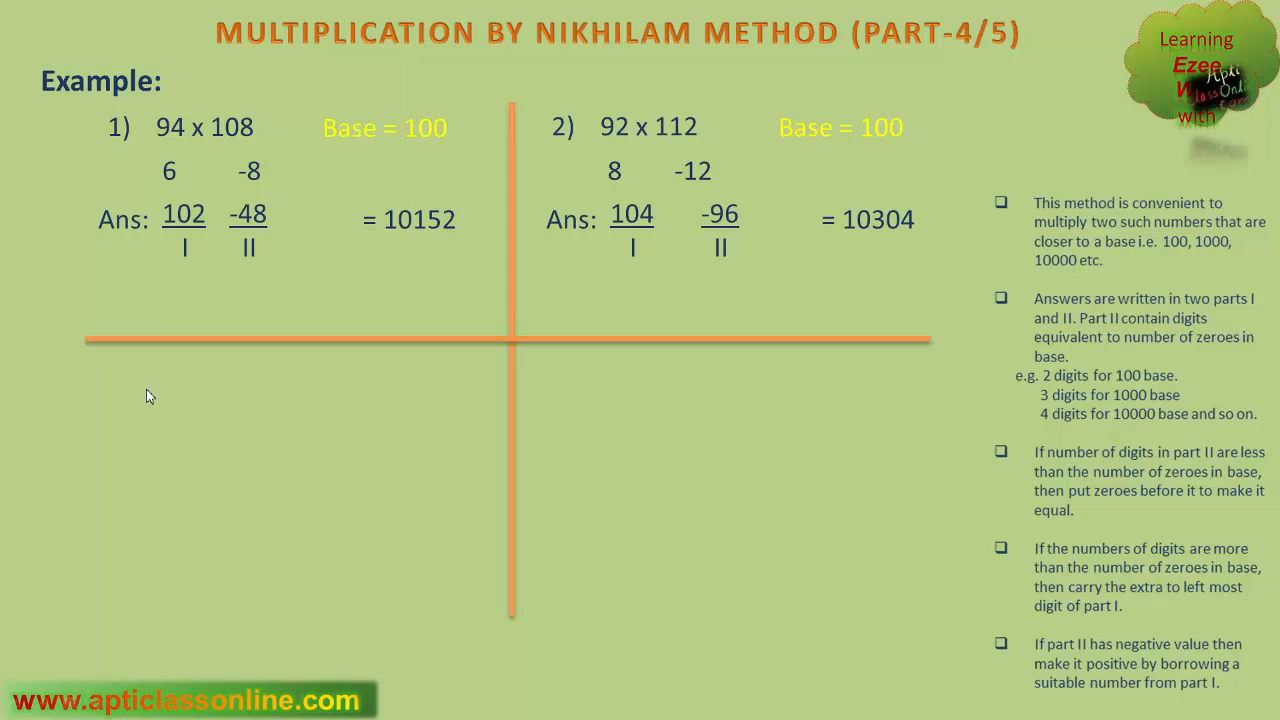 MULTIPLICATION BY NIKHILAM METHOD (PART-4/5)
Learning
Ezee
with
Apti
Class Online
.com
Example:
1) 94 x 108 Base = 100
6 -8
Ans: 102 -48 = 10152
I II
2) 92 x 112 Base = 100
8 -12
Ans: 104 -96 = 10304
I II
❑ This method is convenient to
multiply two such numbers that are
closer to a base i.e. 100, 1000,
10000 etc.
❑ Answers are written in two parts I
and II. Part II contain digits
equivalent to number of zeroes in
base.
e.g. 2 digits for 100 base.
3 digits for 1000 base
4 digits for 10000 base and so on.
❑ If number of digits in part II are less
than the number of zeroes in base,
then put zeroes before it to make it
equal.
❑ If the numbers of digits are more
than the number of zeroes in base,
then carry the extra to left most
digit of part I.
❑ If part II has negative value then
make it positive by borrowing a
suitable number from part I.
www.apticlassonline.com